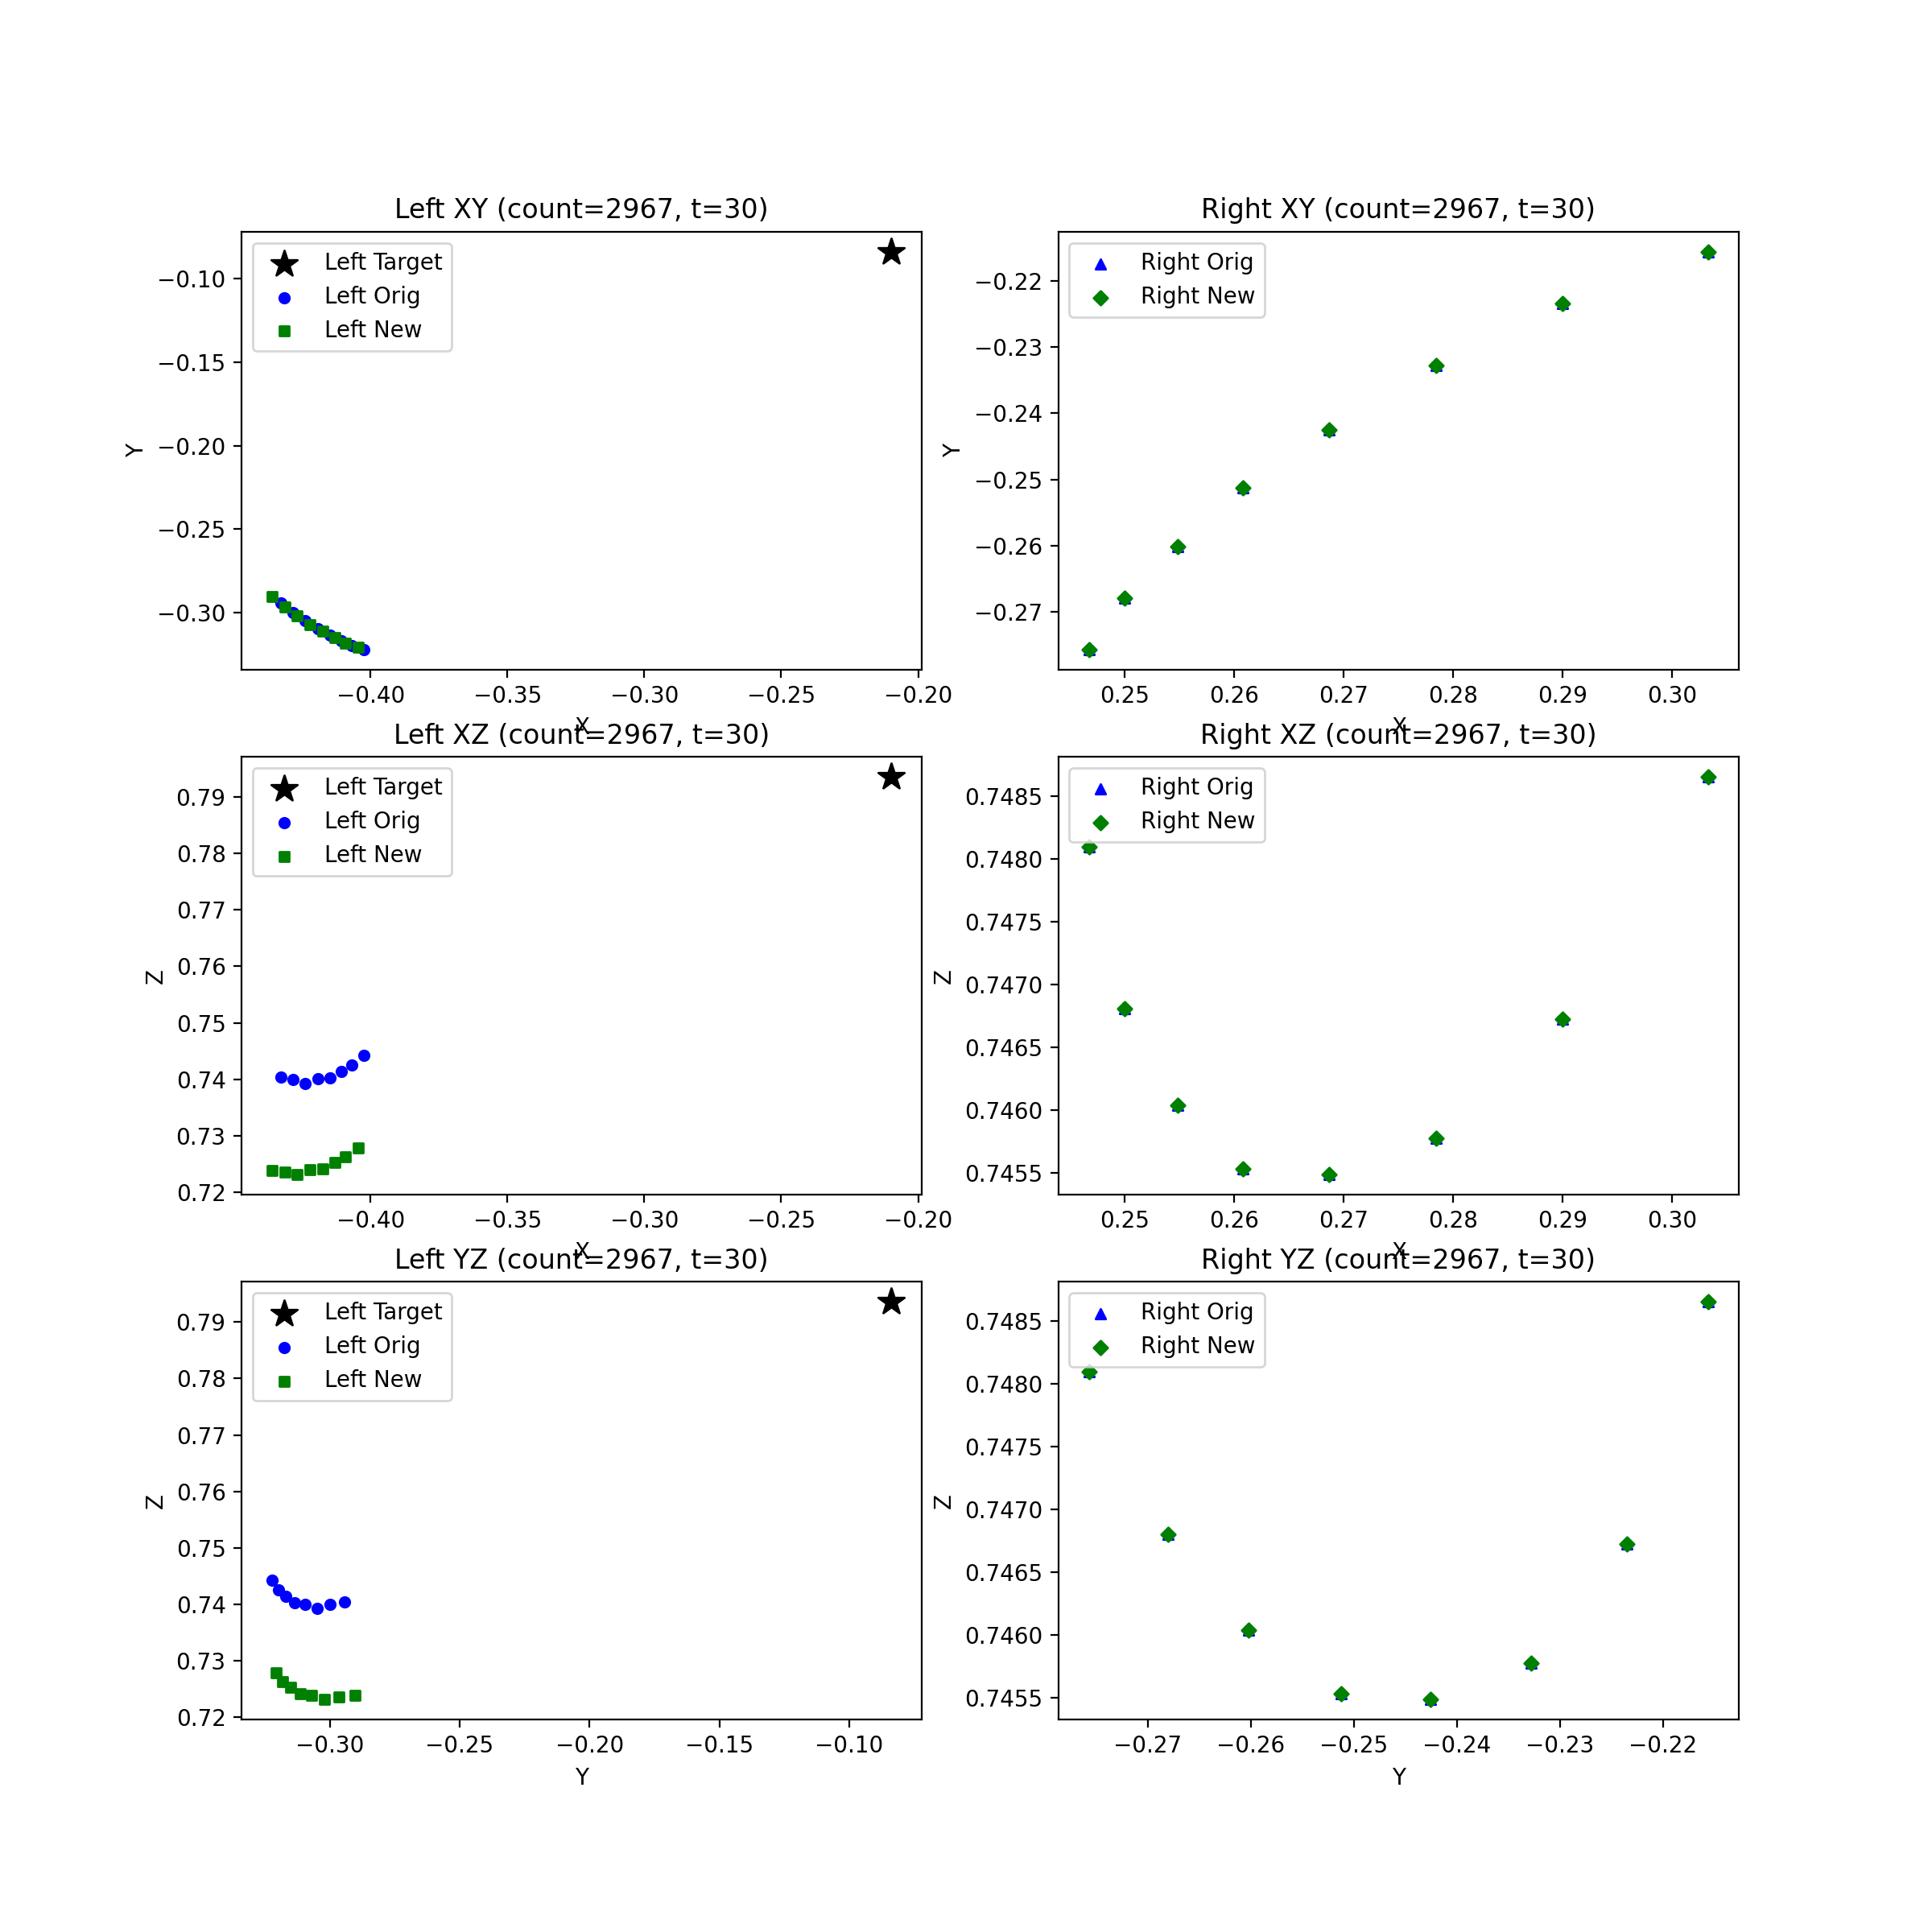 Left XY (count=2967, t=30)
Left Target
Left Orig
Left New
−0.10
−0.15
−0.20
−0.25
−0.30
Y
−0.40
−0.35
−0.30
−0.25
−0.20
X
Right XY (count=2967, t=30)
Right Orig
Right New
−0.22
−0.23
−0.24
−0.25
−0.26
−0.27
Y
0.25
0.26
0.27
0.28
0.29
0.30
X
Left XZ (count=2967, t=30)
Left Target
Left Orig
Left New
0.79
0.78
0.77
0.76
0.75
0.74
0.73
0.72
Z
−0.40
−0.35
−0.30
−0.25
−0.20
X
Right XZ (count=2967, t=30)
Right Orig
Right New
0.7485
0.7480
0.7475
0.7470
0.7465
0.7460
0.7455
Z
0.25
0.26
0.27
0.28
0.29
0.30
X
Left YZ (count=2967, t=30)
Left Target
Left Orig
Left New
0.79
0.78
0.77
0.76
0.75
0.74
0.73
0.72
Z
−0.30
−0.25
−0.20
−0.15
−0.10
Y
Right YZ (count=2967, t=30)
Right Orig
Right New
0.7485
0.7480
0.7475
0.7470
0.7465
0.7460
0.7455
Z
−0.27
−0.26
−0.25
−0.24
−0.23
−0.22
Y